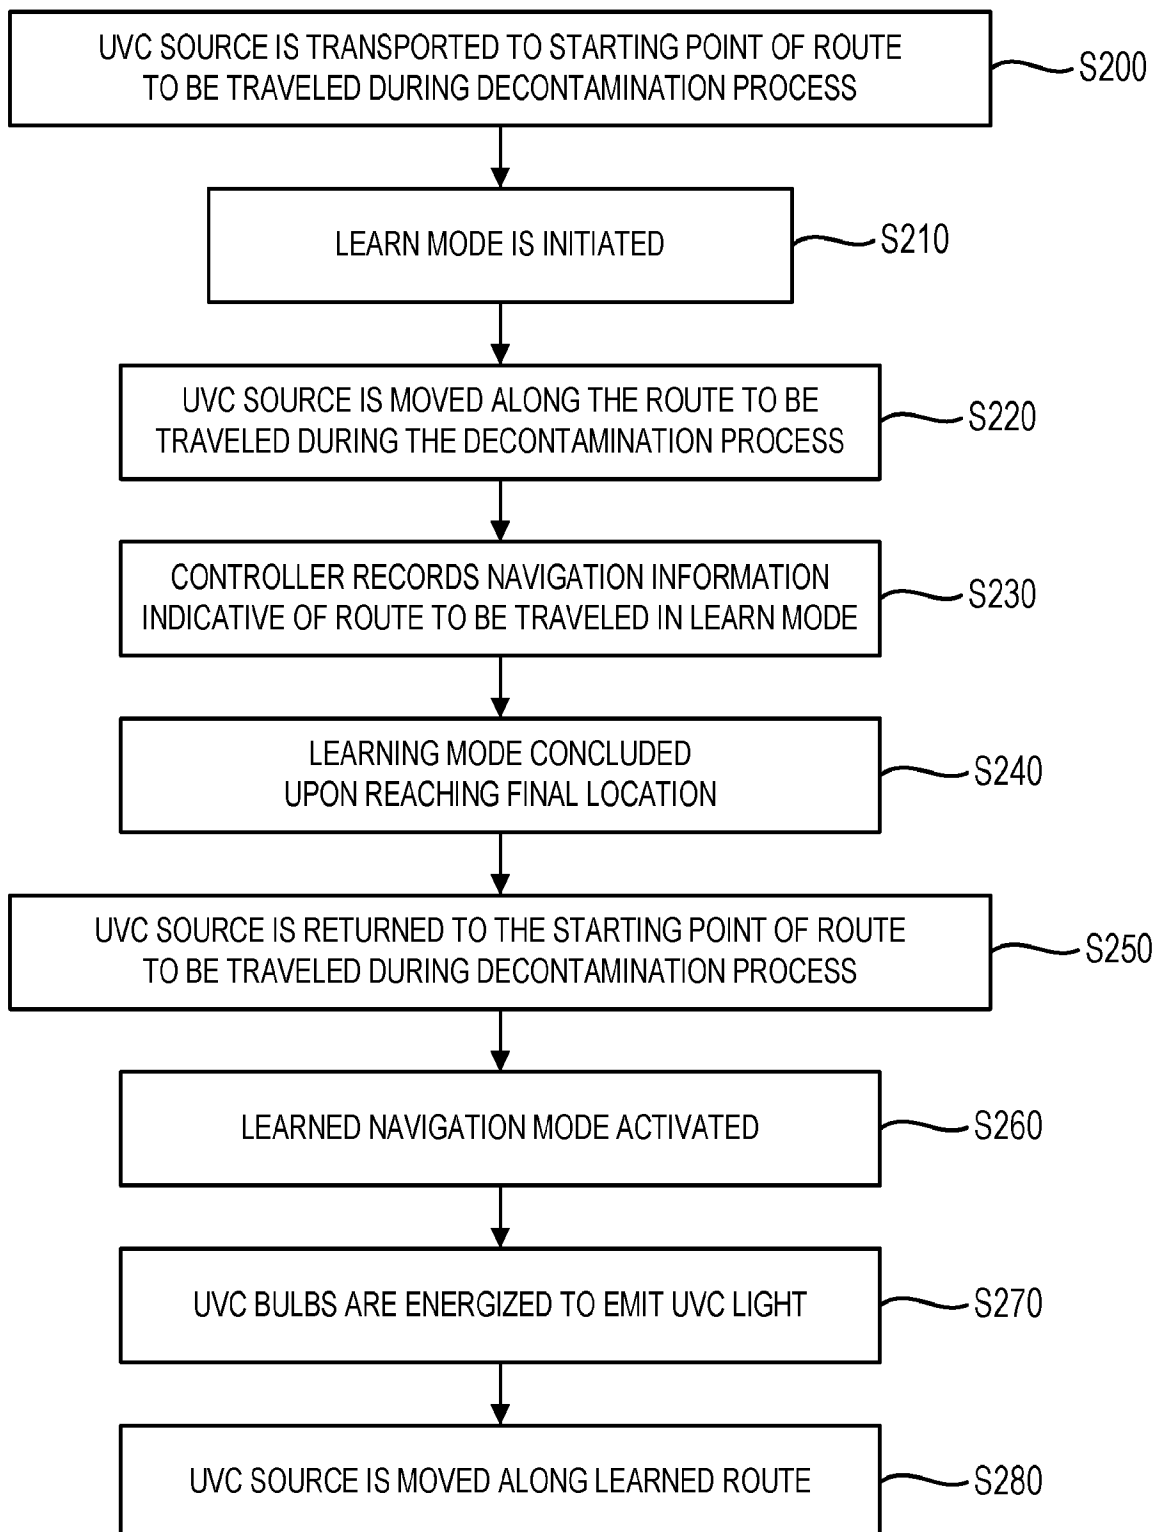 UVC SOURCE IS TRANSPORTED TO STARTING POINT OF ROUTE
TO BE TRAVELED DURING DECONTAMINATION PROCESS
S200
LEARN MODE IS INITIATED
S210
UVC SOURCE IS MOVED ALONG THE ROUTE TO BE
TRAVELED DURING THE DECONTAMINATION PROCESS
S220
CONTROLLER RECORDS NAVIGATION INFORMATION
INDICATIVE OF ROUTE TO BE TRAVELED IN LEARN MODE
S230
LEARNING MODE CONCLUDED
UPON REACHING FINAL LOCATION
S240
UVC SOURCE IS RETURNED TO THE STARTING POINT OF ROUTE
TO BE TRAVELED DURING DECONTAMINATION PROCESS
S250
LEARNED NAVIGATION MODE ACTIVATED
S260
UVC BULBS ARE ENERGIZED TO EMIT UVC LIGHT
S270
UVC SOURCE IS MOVED ALONG LEARNED ROUTE
S280